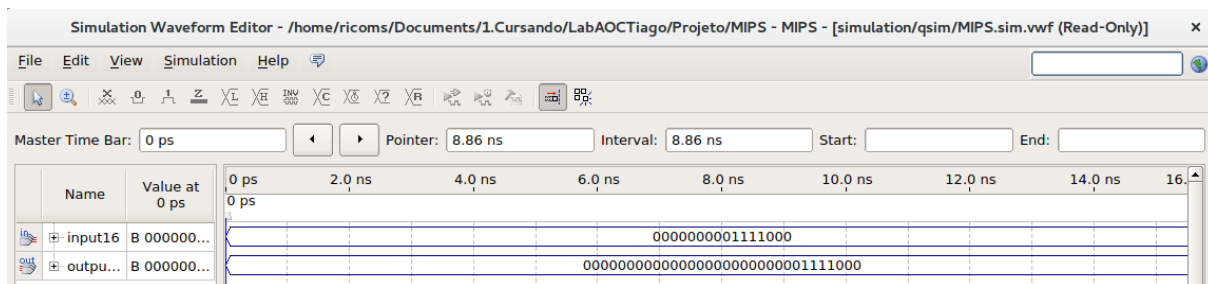 Simulation Waveform Editor - /home/ricoms/Documents/1.Cursando/LabAOCTiago/Projeto/MIPS - MIPS - [simulation/qsim/MIPS.sim.vwf (Read-Only)] ×
File Edit View Simulation Help
Master Time Bar: 0 ps Pointer: 8.86 ns Interval: 8.86 ns Start: End:
Name Value at 0 ps 0 ps 2.0 ns 4.0 ns 6.0 ns 8.0 ns 10.0 ns 12.0 ns 14.0 ns 16.
0 ps
input16 B 000000... 0000000001111000
outpu... B 000000... 00000000000000000000000001111000